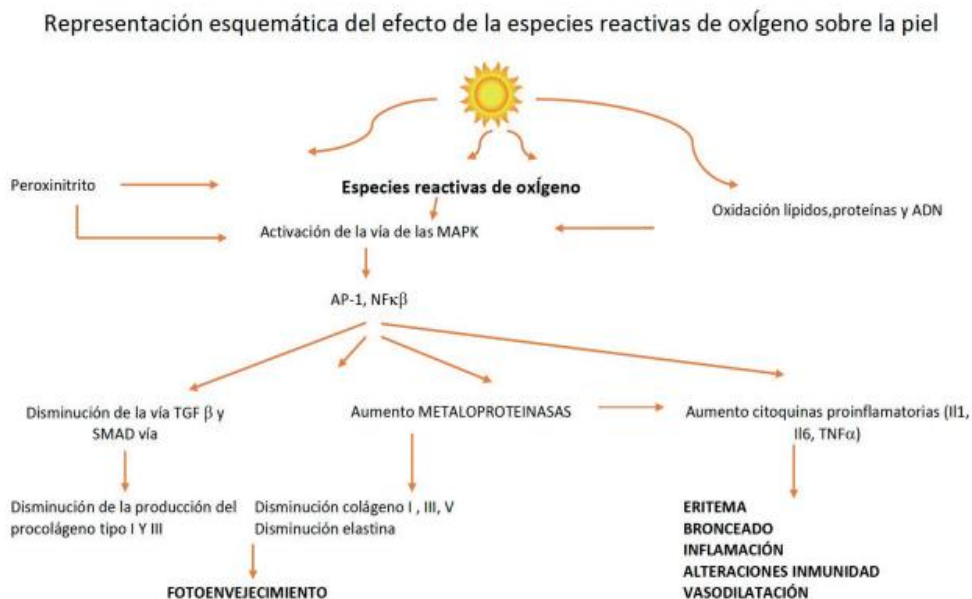 Representación esquemática del efecto de la especies reactivas de oxÍgeno sobre la piel
Peroxinitrito
Especies reactivas de oxÍgeno
Oxidación lípidos,proteínas y ADN
Activación de la vía de las MAPK
AP-1, NFκβ
Disminución de la vía TGF β y
SMAD vía
Aumento METALOPROTEINASAS
Aumento citoquinas proinflamatorias (Il1,
Il6, TNFα)
Disminución de la producción del
procolágeno tipo I Y III
Disminución colágeno I , III, V
Disminución elastina
FOTOENVEJECIMIENTO
ERITEMA
BRONCEADO
INFLAMACIÓN
ALTERACIONES INMUNIDAD
VASODILATACIÓN